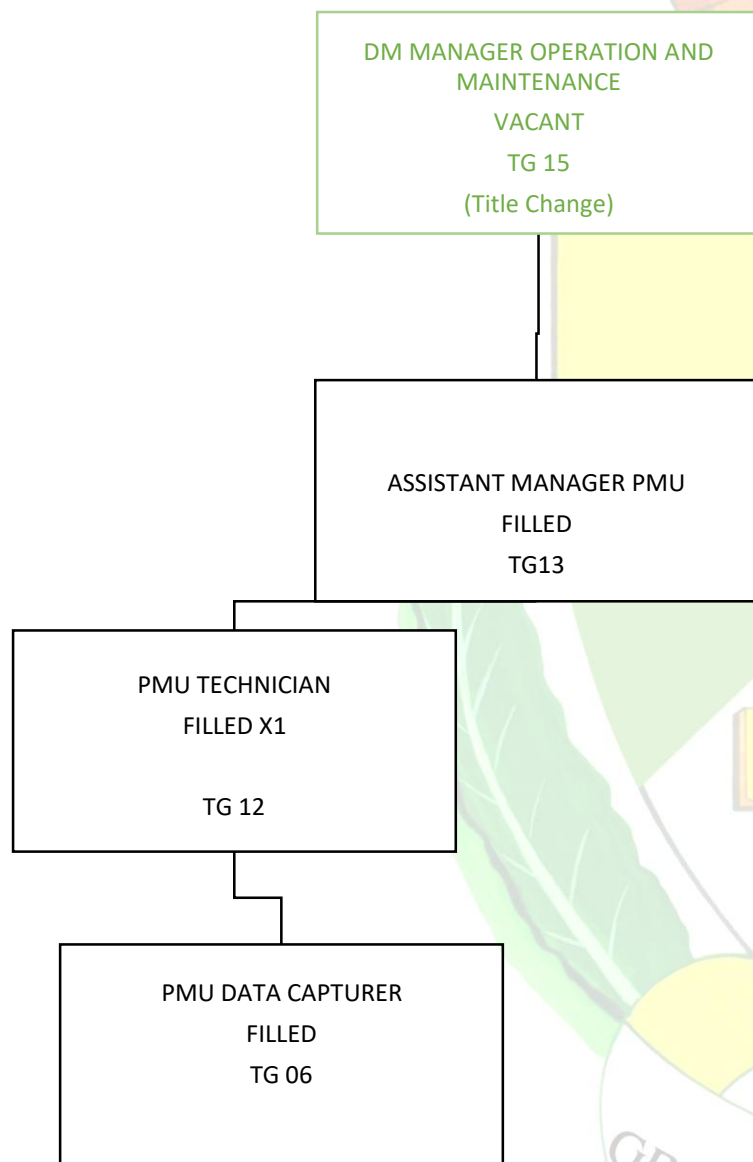 DM MANAGER OPERATION AND
MAINTENANCE
VACANT
TG 15
(Title Change)
ASSISTANT MANAGER PMU
FILLED
TG13
PMU TECHNICIAN
FILLED X1
TG 12
PMU DATA CAPTURER
FILLED
TG 06